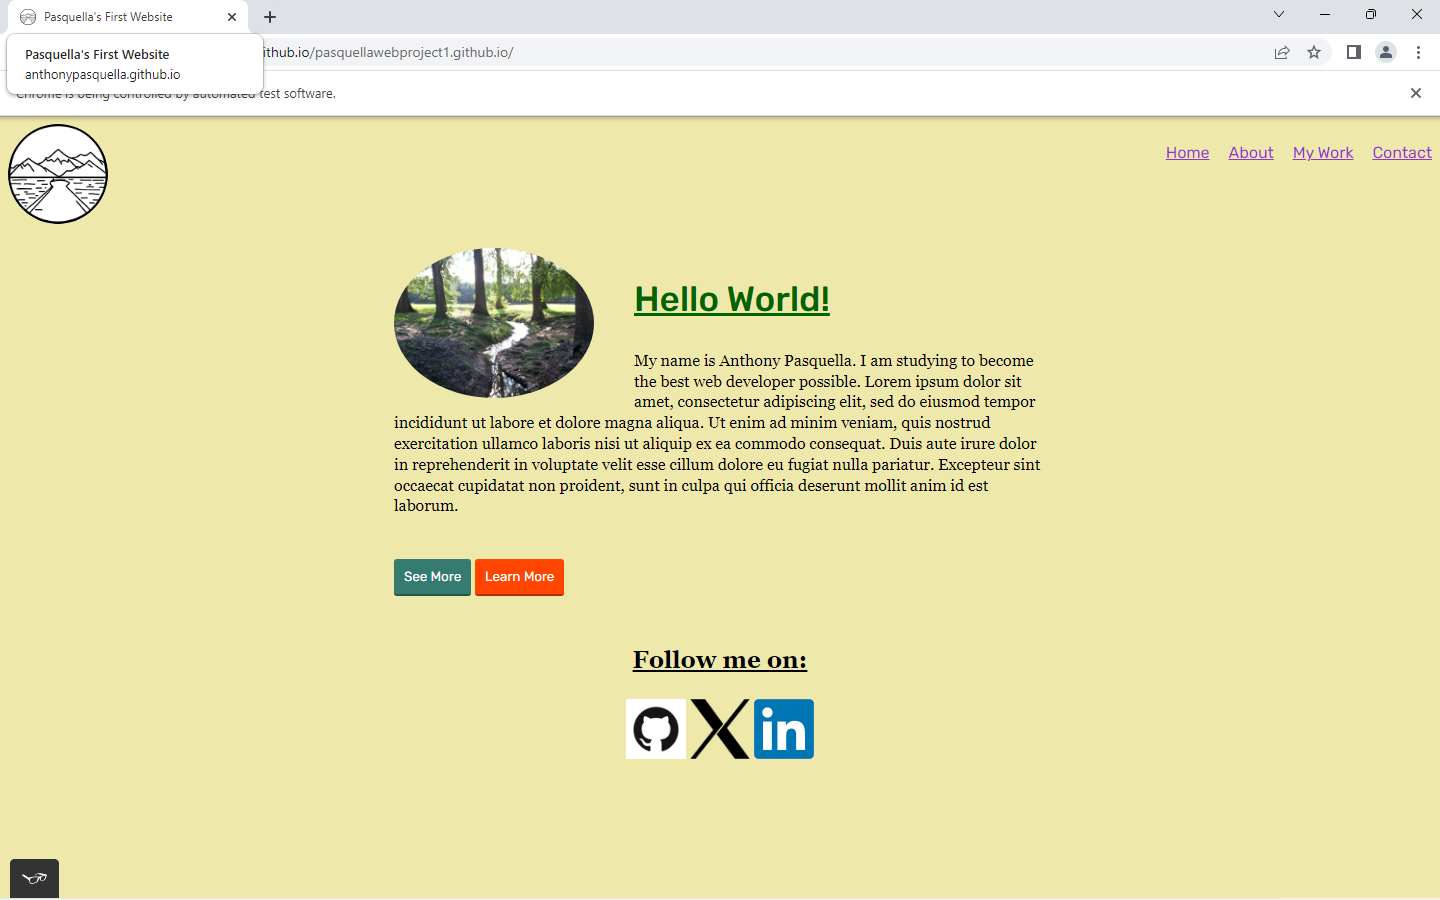 Pasquella's First Website
Pasquella's First Website
anthonypasquella.github.io
ithub.io/pasquellawebproject1.github.io/
Chrome is being controlled by automated test software.
Home About My Work Contact
Hello World!
My name is Anthony Pasquella. I am studying to become
the best web developer possible. Lorem ipsum dolor sit
amet, consectetur adipiscing elit, sed do eiusmod tempor
incididunt ut labore et dolore magna aliqua. Ut enim ad minim veniam, quis nostrud
exercitation ullamco laboris nisi ut aliquip ex ea commodo consequat. Duis aute irure dolor
in reprehenderit in voluptate velit esse cillum dolore eu fugiat nulla pariatur. Excepteur sint
occaecat cupidatat non proident, sunt in culpa qui officia deserunt mollit anim id est
laborum.
See More Learn More
Follow me on:
X in